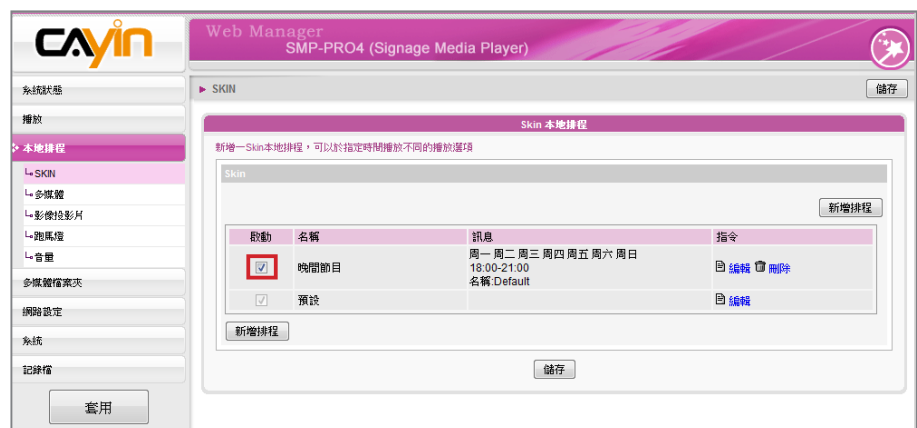 CAYIN
Web Manager
SMP-PRO4 (Signage Media Player)
系統狀態
播放
本地排程
SKIN
多媒體
影像投影片
跑馬燈
音量
多媒體檔案夾
網路設定
系統
記錄檔
套用
SKIN
儲存
Skin 本地排程
新增一Skin本地排程，可以於指定時間播放不同的播放選項
Skin
新增排程
啟動 名稱 訊息 指令
晚間節目 周一 周二 周三 周四 周五 周六 周日 編輯 刪除
18:00-21:00
名稱:Default
預設 編輯
新增排程
儲存